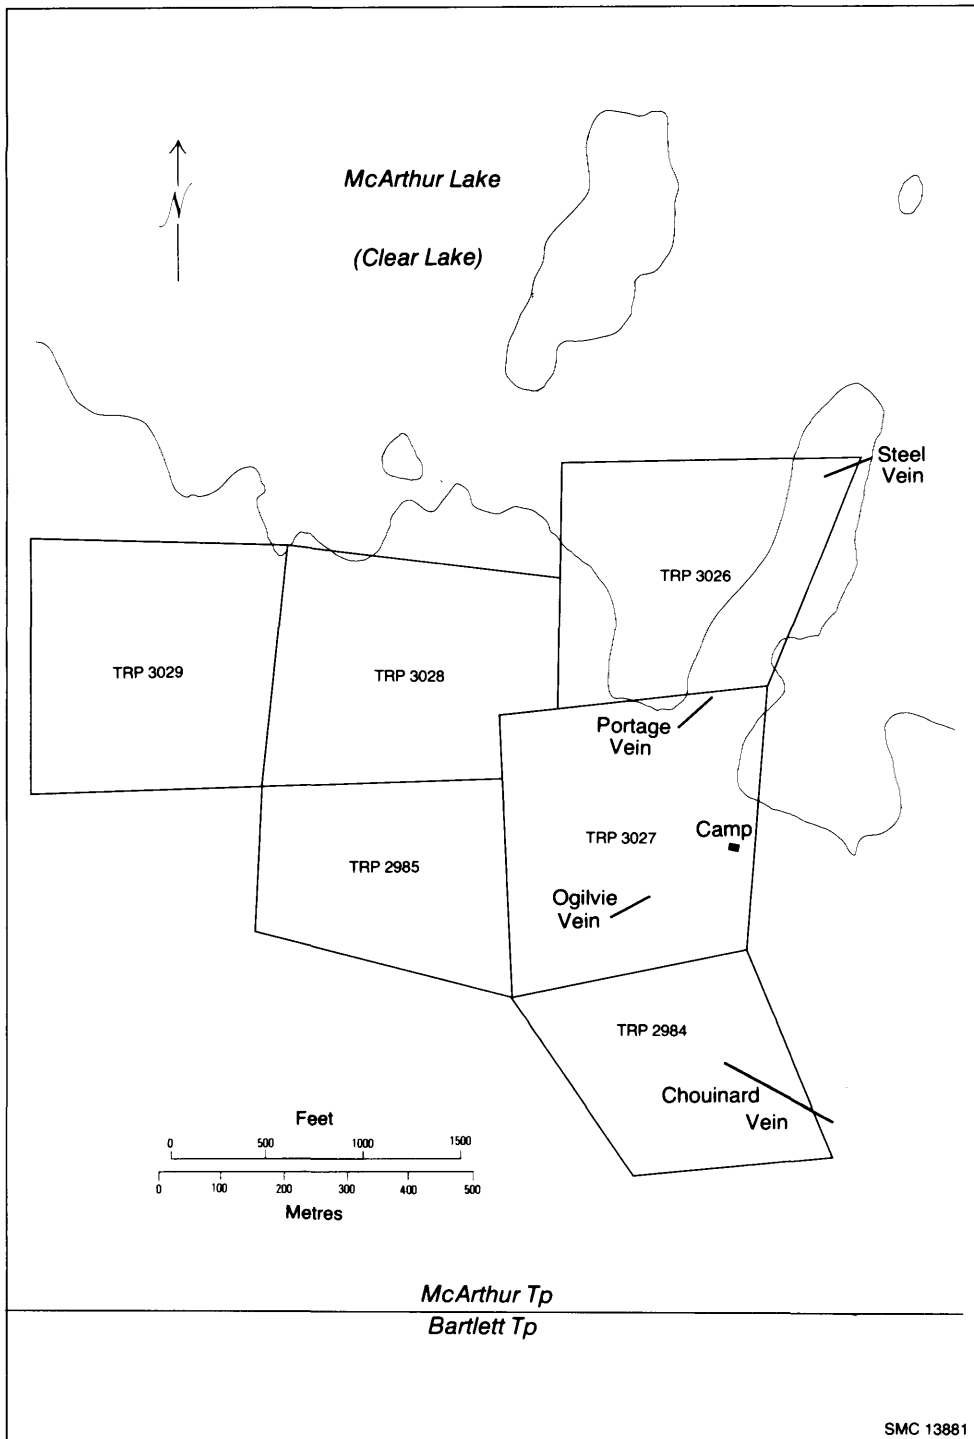 N
McArthur Lake
(Clear Lake)
Steel
Vein
TRP 3026
TRP 3029
TRP 3028
Portage
Vein
TRP 3027
Camp
TRP 2985
Ogilvie
Vein
TRP 2984
Chouinard
Vein
Feet
0 500 1000 1500
0 100 200 300 400 500
Metres
McArthur Tp
Bartlett Tp
SMC 13881